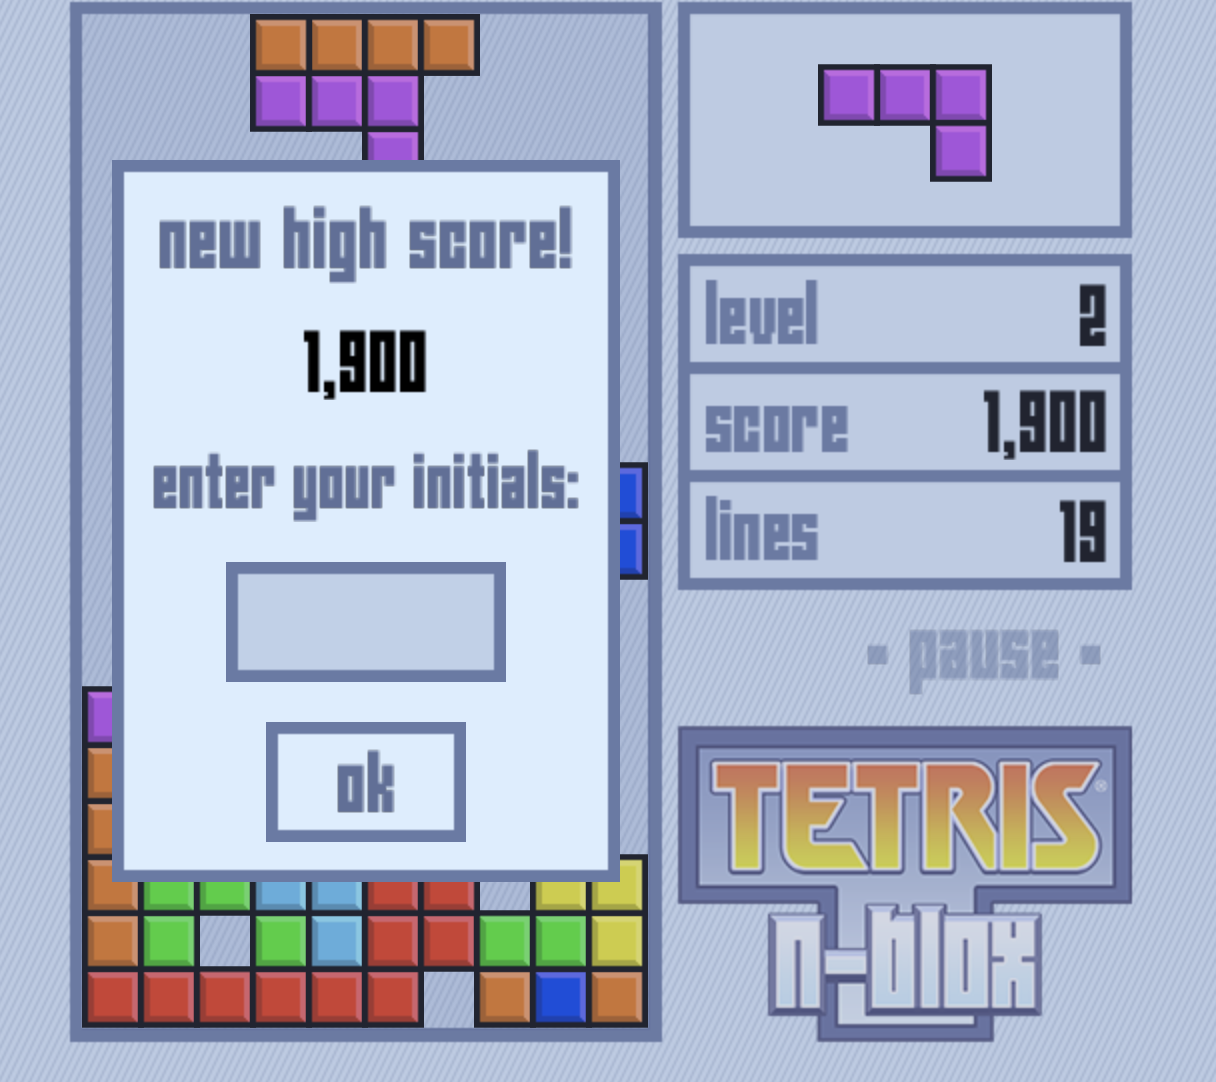 new high score!
1,900
enter your initials:
ok
level 2
score 1,900
lines 19
- pause -
TETRIS®
n-blox